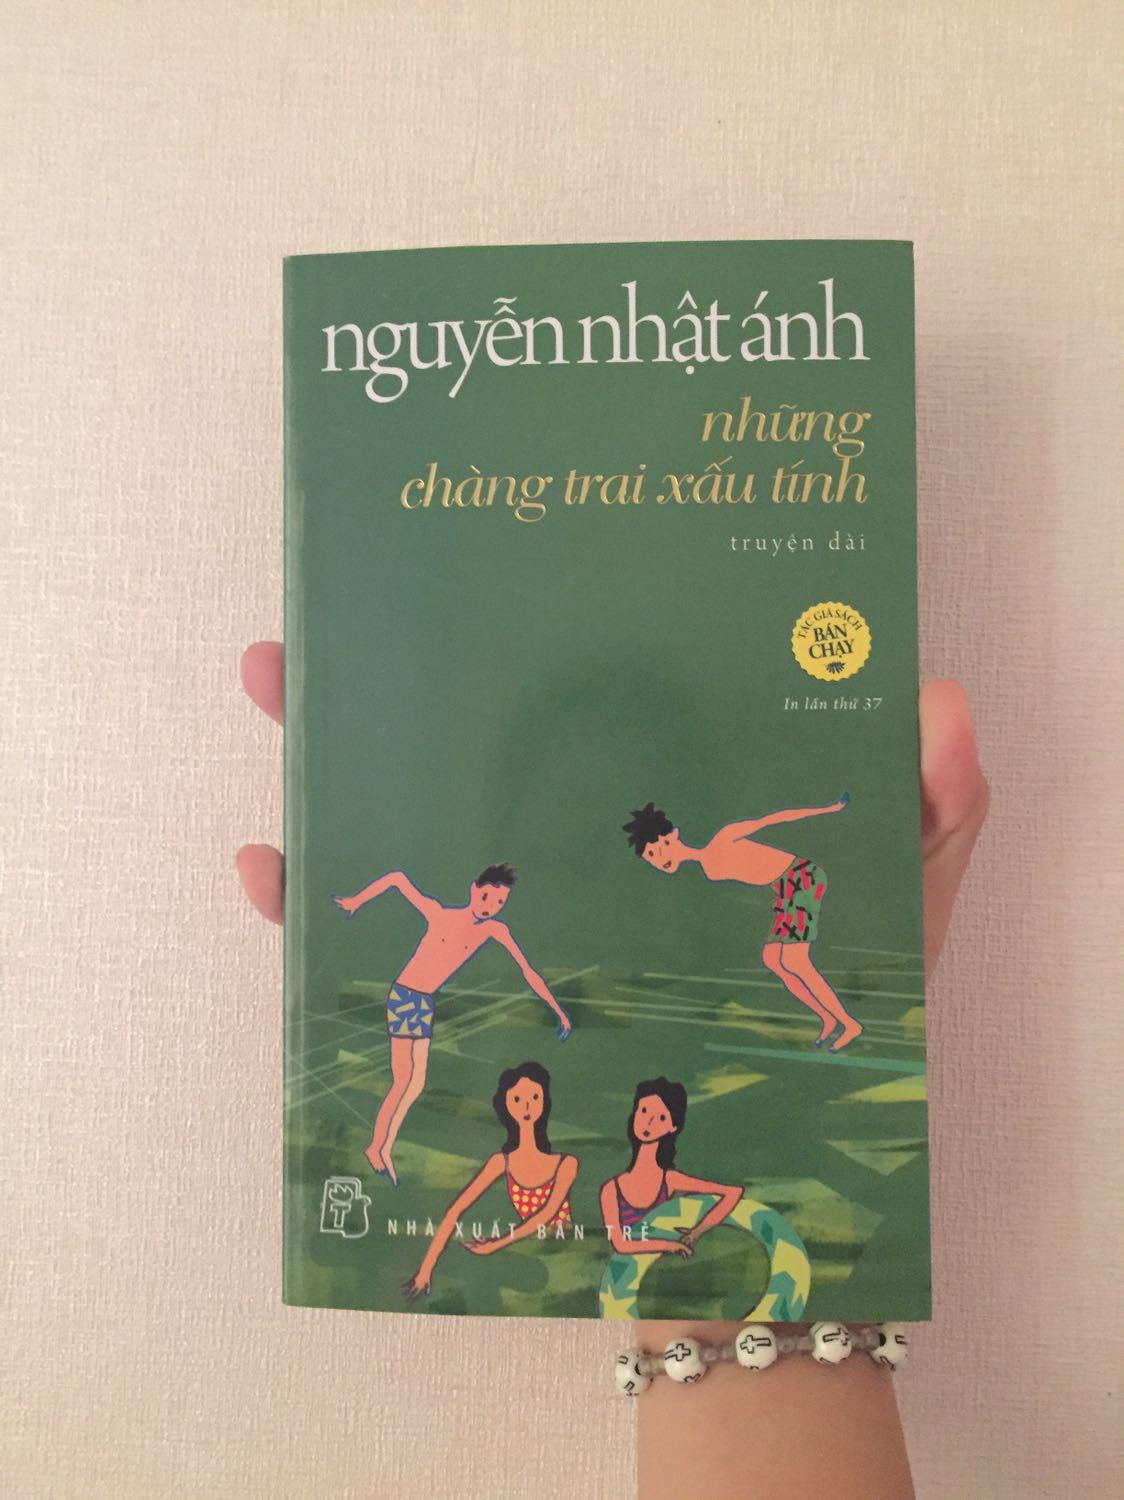 nguyễn nhật ánh
những
chàng trai xấu tính
truyện dài
TÁC GIẢ SÁCH
BÁN
CHẠY
In lần thứ 37
T
NHÀ XUẤT BẢN TRẺ